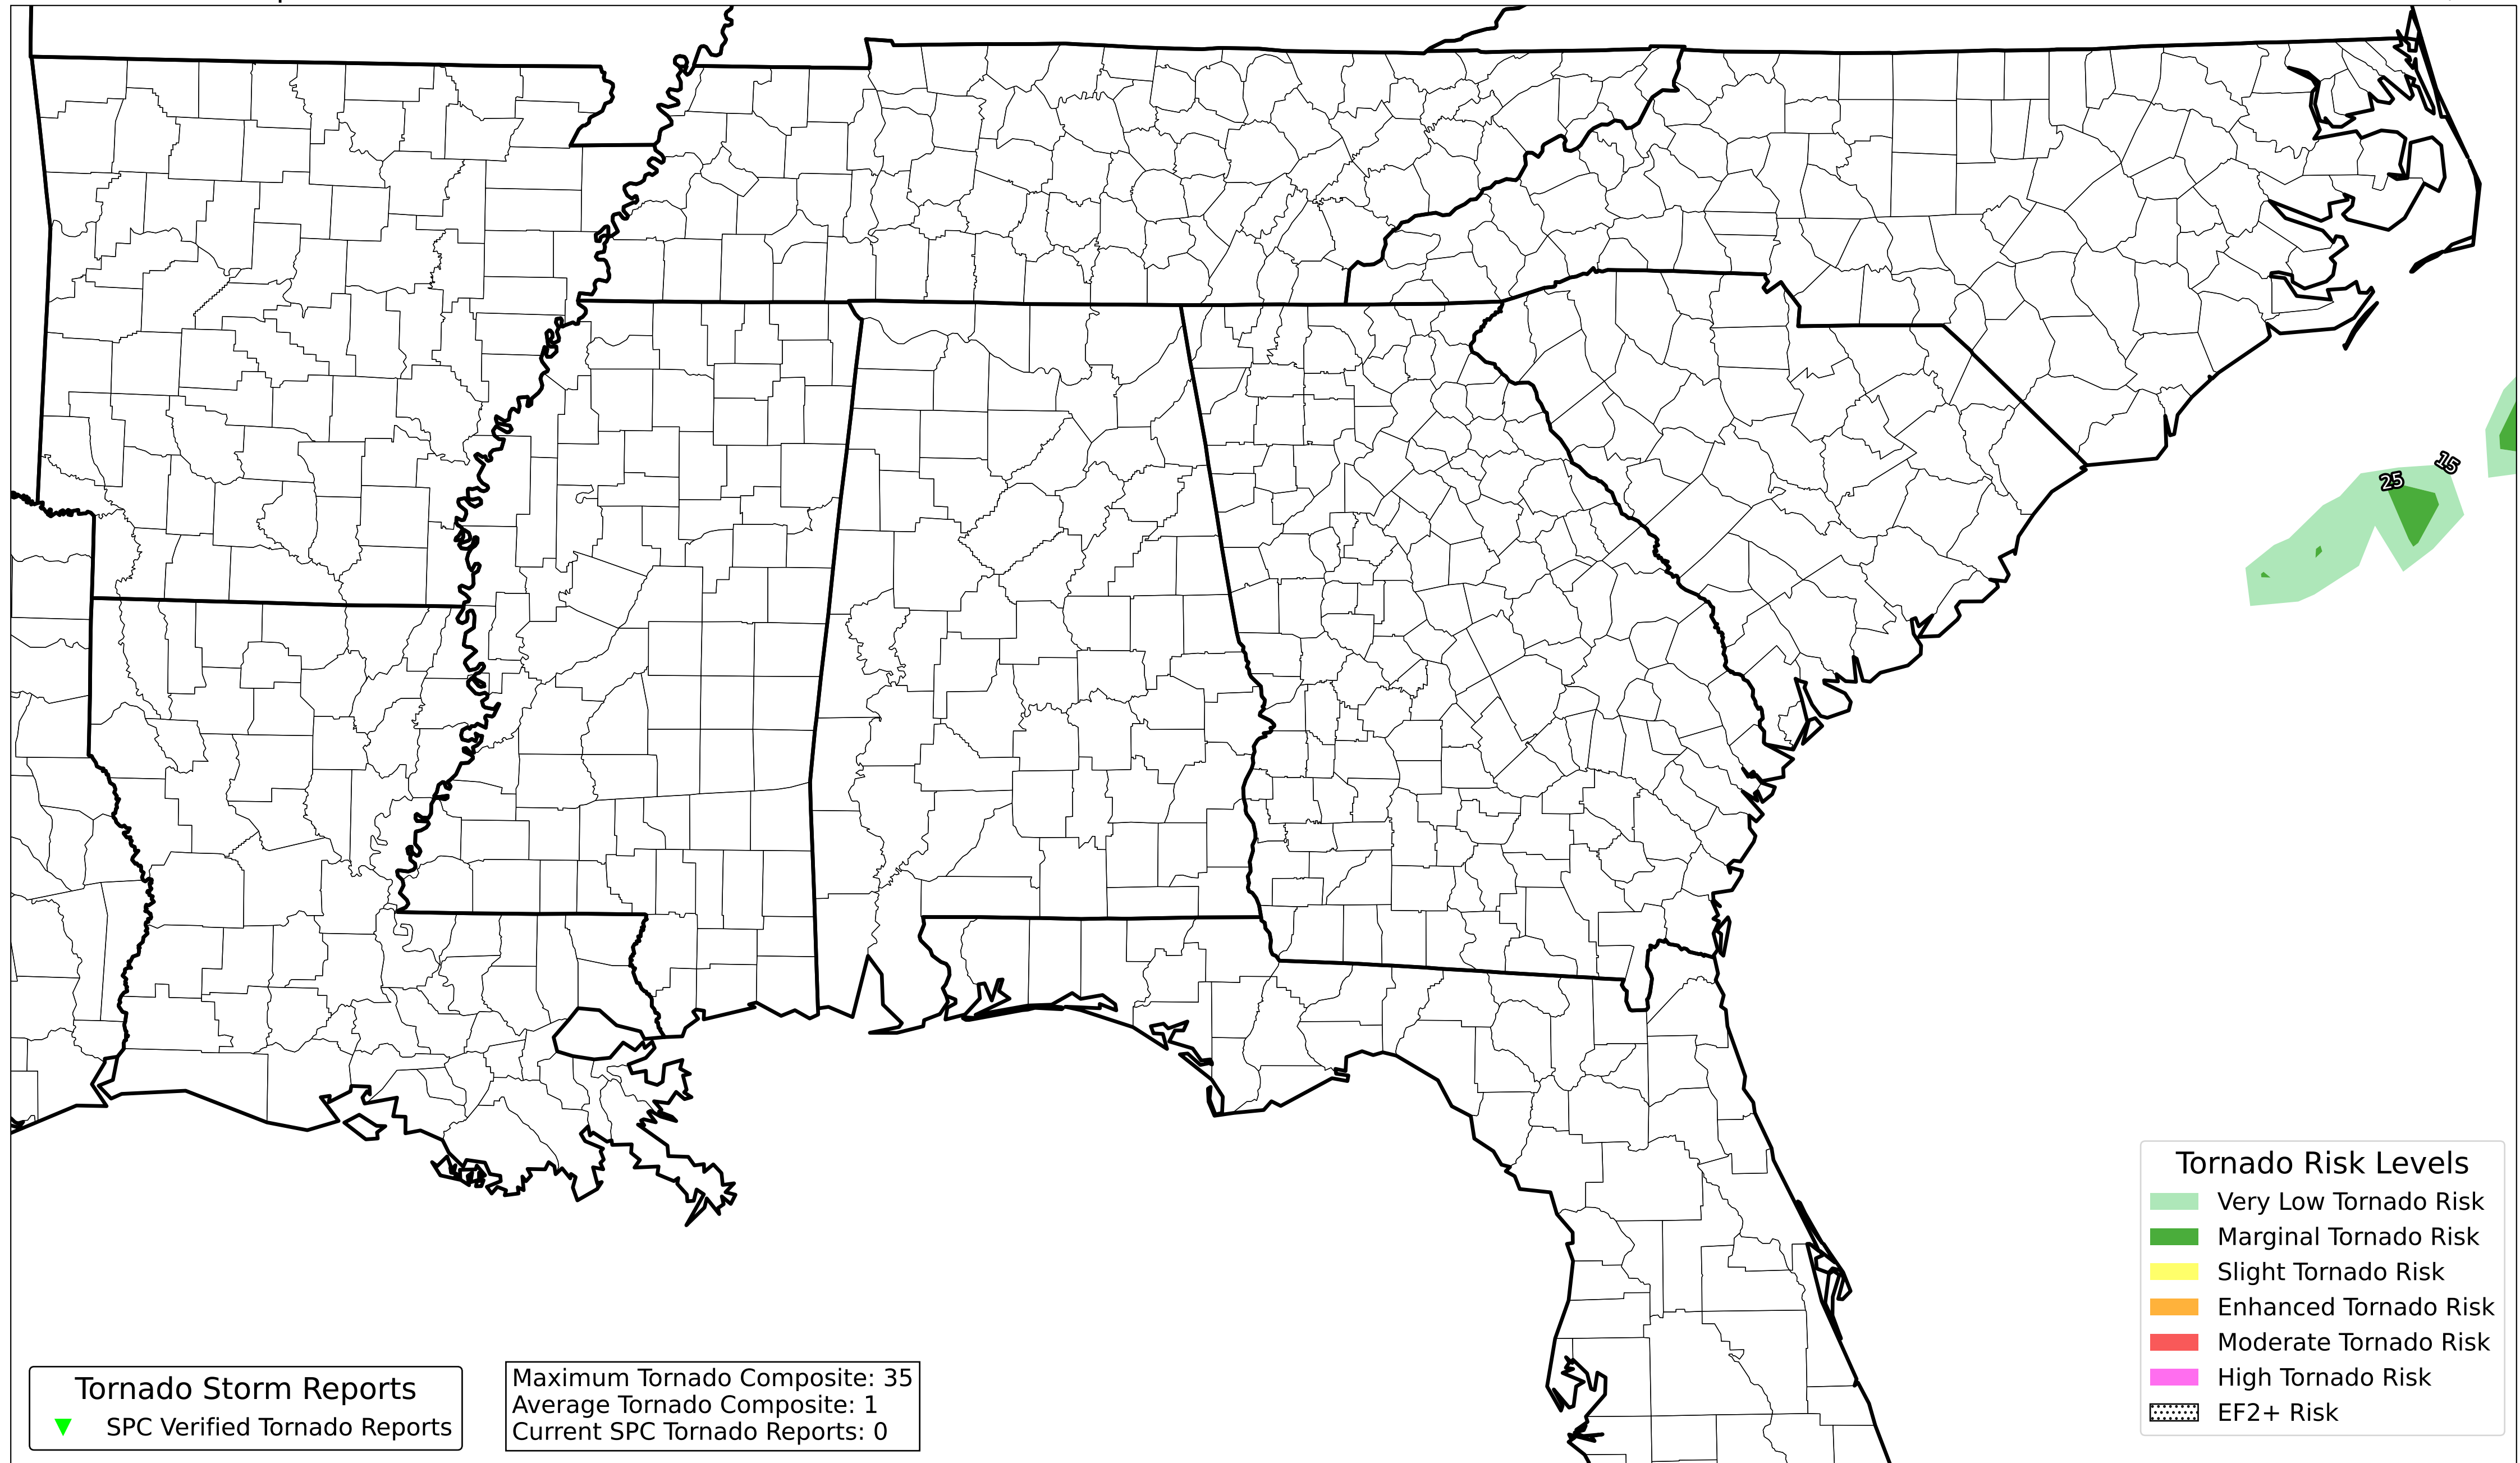 15
25
Tornado Risk Levels
Very Low Tornado Risk
Marginal Tornado Risk
Slight Tornado Risk
Enhanced Tornado Risk
Moderate Tornado Risk
High Tornado Risk
EF2+ Risk
Tornado Storm Reports
SPC Verified Tornado Reports
Maximum Tornado Composite: 35
Average Tornado Composite: 1
Current SPC Tornado Reports: 0